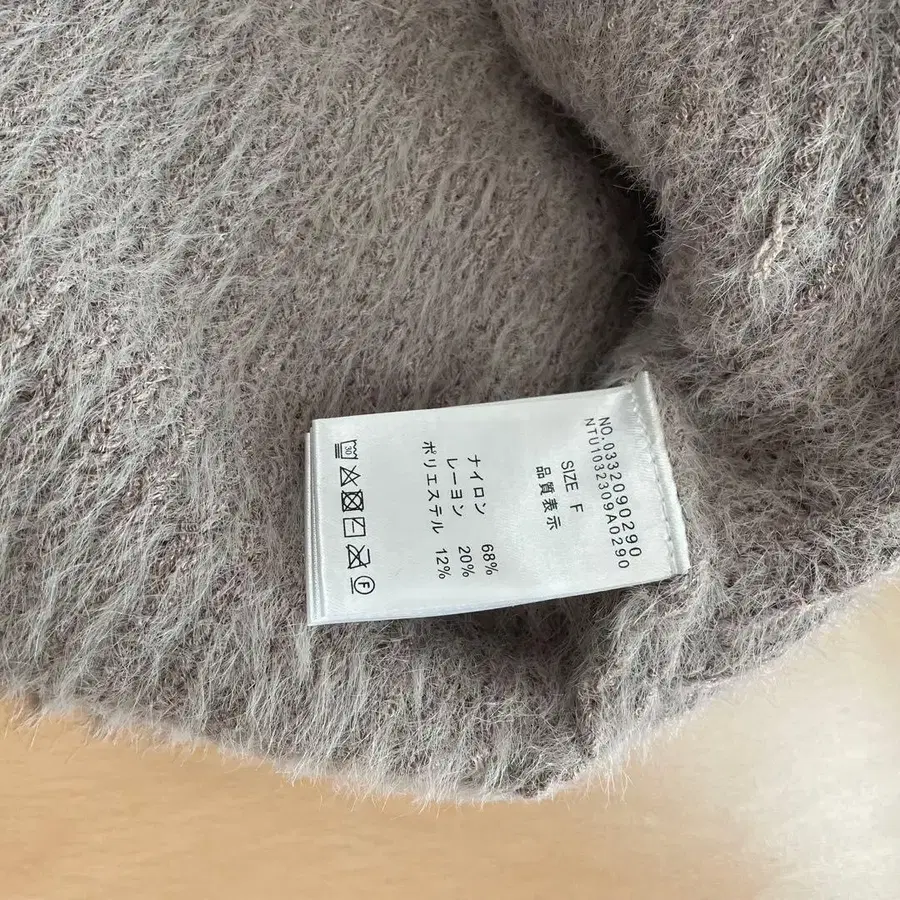 NO.0332090290
NTU1032309A0290
SIZE F
品質表示
ナイロン 68%
レーヨン 20%
ポリエステル 12%
30
F